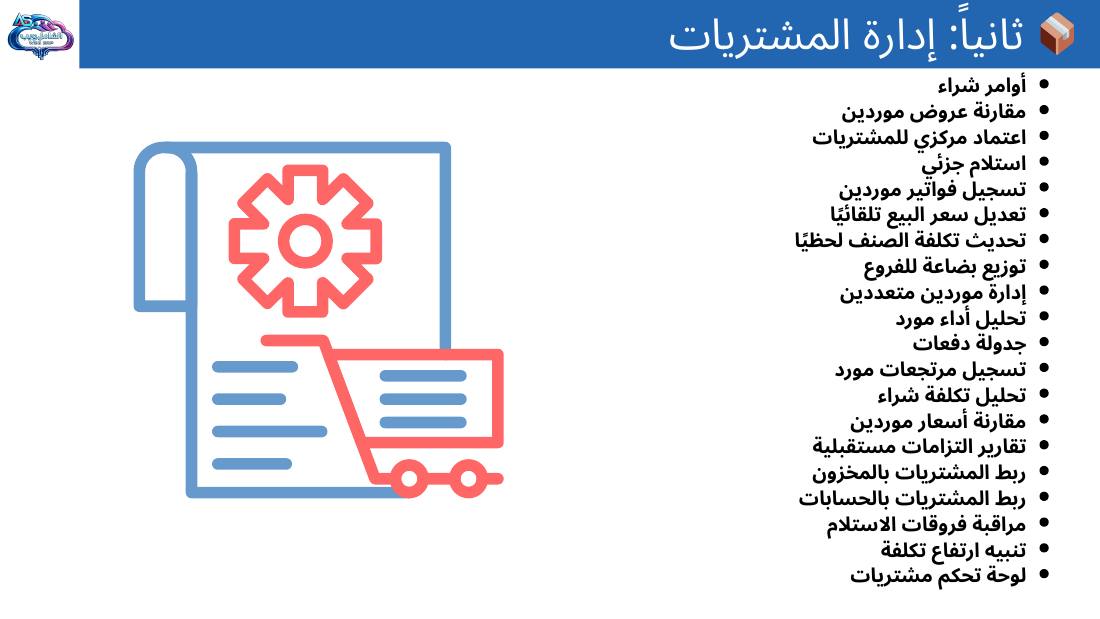 ثانياً: إدارة المشتريات
أوامر شراء
مقارنة عروض موردين
اعتماد مركزي للمشتريات
استلام جزئي
تسجيل فواتير موردين
تعديل سعر البيع تلقائيًا
تحديث تكلفة الصنف لحظيًا
توزيع بضاعة للفروع
إدارة موردين متعددين
تحليل أداء مورد
جدولة دفعات
تسجيل مرتجعات مورد
تحليل تكلفة شراء
مقارنة أسعار موردين
تقارير التزامات مستقبلية
ربط المشتريات بالمخزون
ربط المشتريات بالحسابات
مراقبة فروقات الاستلام
تنبيه ارتفاع تكلفة
لوحة تحكم مشتريات